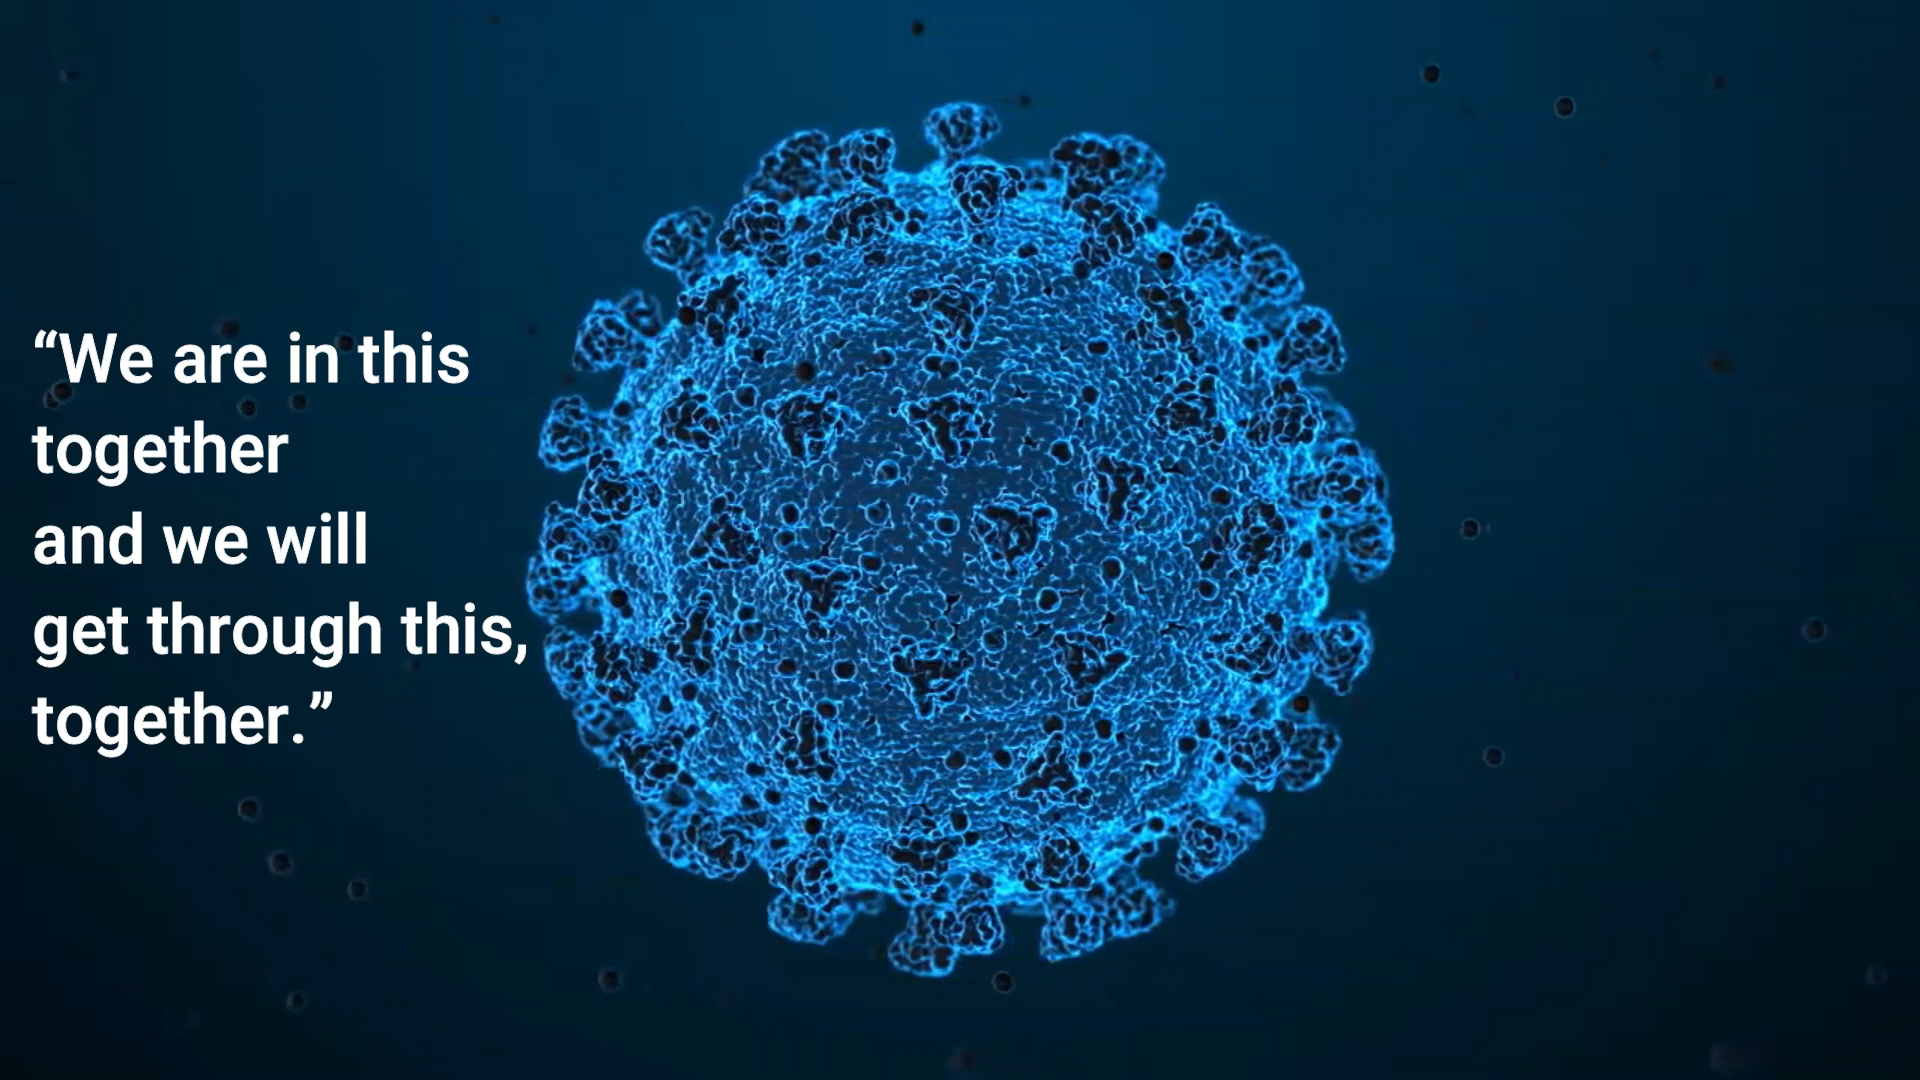 “We are in this
together
and we will
get through this,
together.”